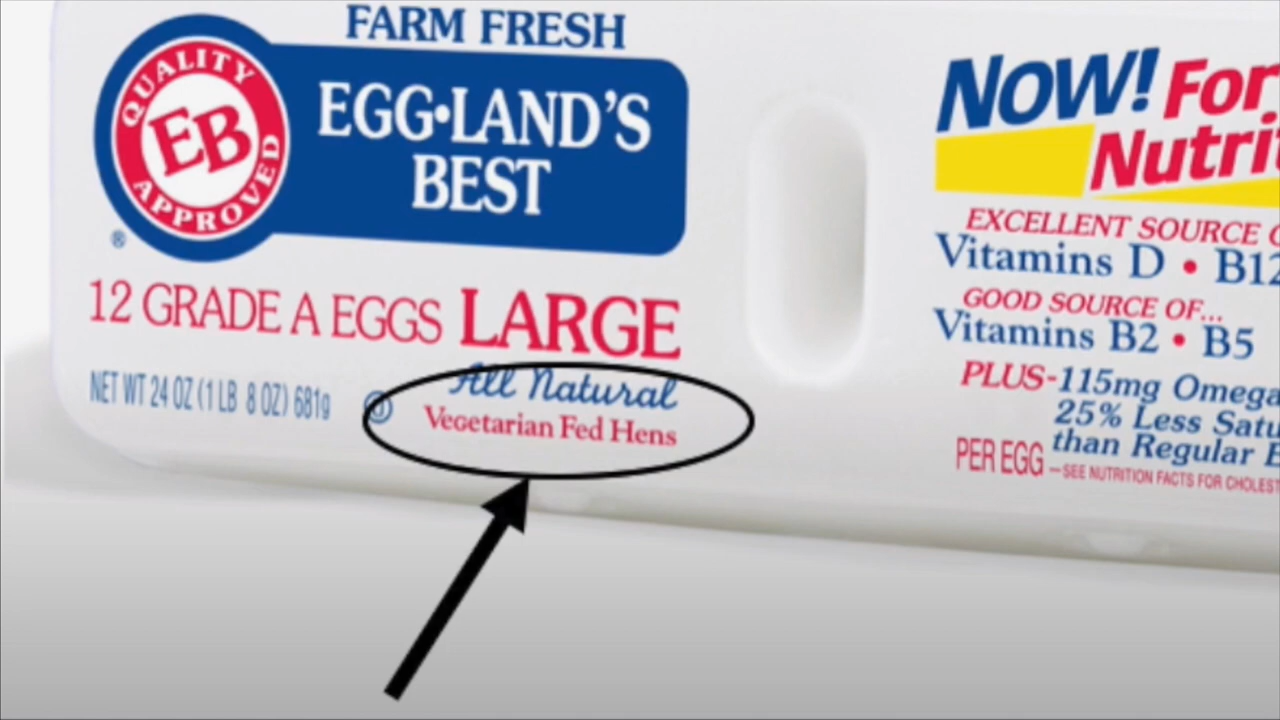 FARM FRESH
QUALITY
EB
APPROVED
®
EGG•LAND'S
BEST
12 GRADE A EGGS LARGE
NET WT 24 OZ (1 LB 8 OZ) 681g
All Natural
Vegetarian Fed Hens
NOW! For
Nutri
EXCELLENT SOURCE
Vitamins D • B12
GOOD SOURCE OF...
Vitamins B2 • B5
PLUS-115mg Omega
25% Less Satu
than Regular
PER EGG
—SEE NUTRITION FACTS FOR CHOLEST